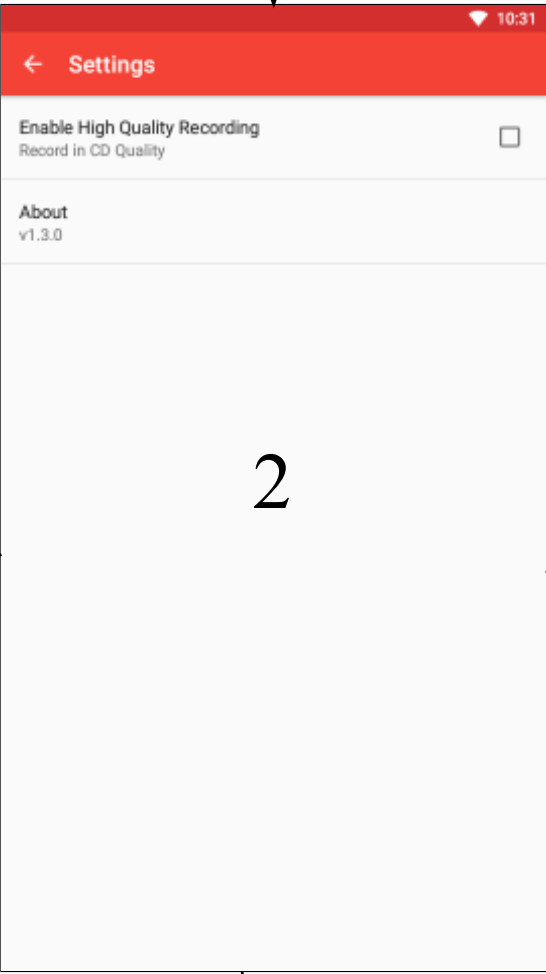 10:31
Settings
Enable High Quality Recording
Record in CD Quality
About
v1.3.0
2